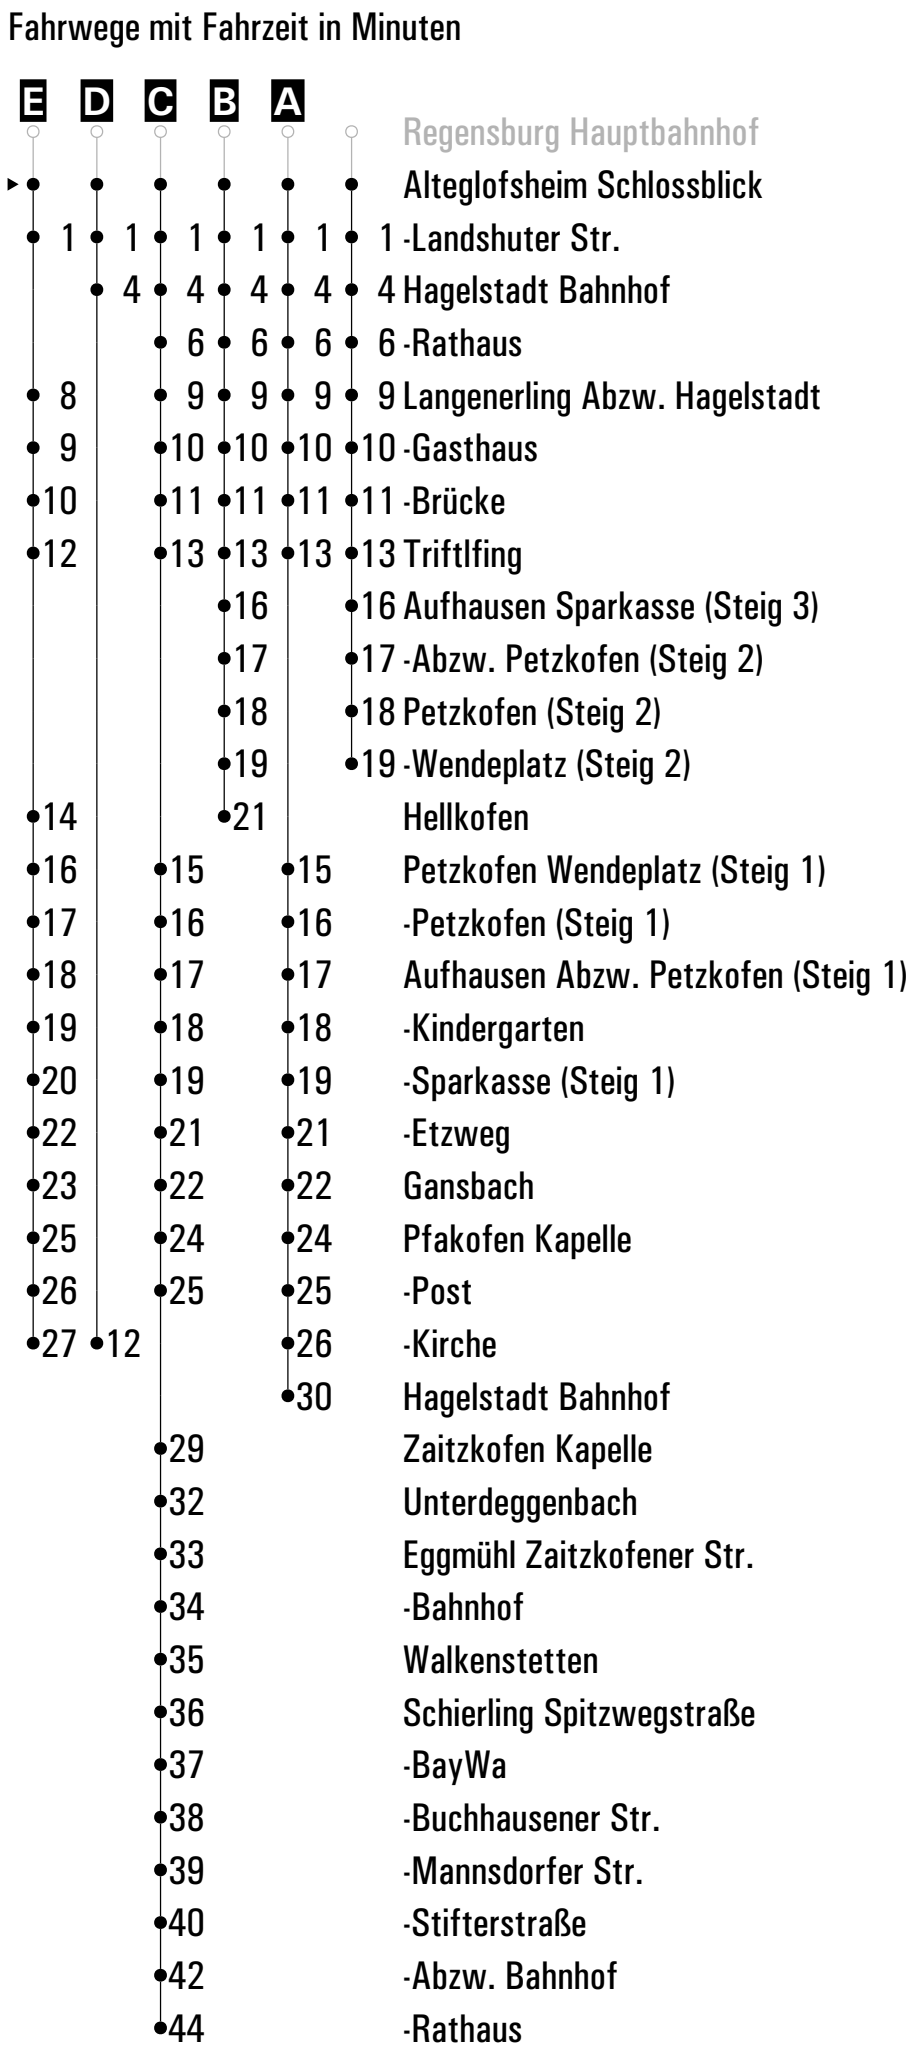 Fahrwege mit Fahrzeit in Minuten
E D C B A
Regensburg Hauptbahnhof
Alteglofsheim Schlossblick
1 1 1 1 1 1 -Landshuter Str.
4 4 4 4 4 Hagelstadt Bahnhof
6 6 6 6 -Rathaus
8 9 9 9 9 Langenerling Abzw. Hagelstadt
9 10 10 10 10 -Gasthaus
10 11 11 11 11 -Brücke
12 13 13 13 13 Triftlfing
16 16 Aufhausen Sparkasse (Steig 3)
17 17 -Abzw. Petzkofen (Steig 2)
18 18 Petzkofen (Steig 2)
19 19 -Wendeplatz (Steig 2)
14 21 Hellkofen
16 15 15 Petzkofen Wendeplatz (Steig 1)
17 16 16 -Petzkofen (Steig 1)
18 17 17 Aufhausen Abzw. Petzkofen (Steig 1)
19 18 18 -Kindergarten
20 19 19 -Sparkasse (Steig 1)
22 21 21 -Etzweg
23 22 22 Gansbach
25 24 24 Pfakofen Kapelle
26 25 25 -Post
27 12 26 -Kirche
30 Hagelstadt Bahnhof
29 Zaitzkofen Kapelle
32 Unterdeggenbach
33 Eggmühl Zaitzkofener Str.
34 -Bahnhof
35 Walkenstetten
36 Schierling Spitzwegstraße
37 -BayWa
38 -Buchhausener Str.
39 -Mannsdorfer Str.
40 -Stifterstraße
42 -Abzw. Bahnhof
44 -Rathaus